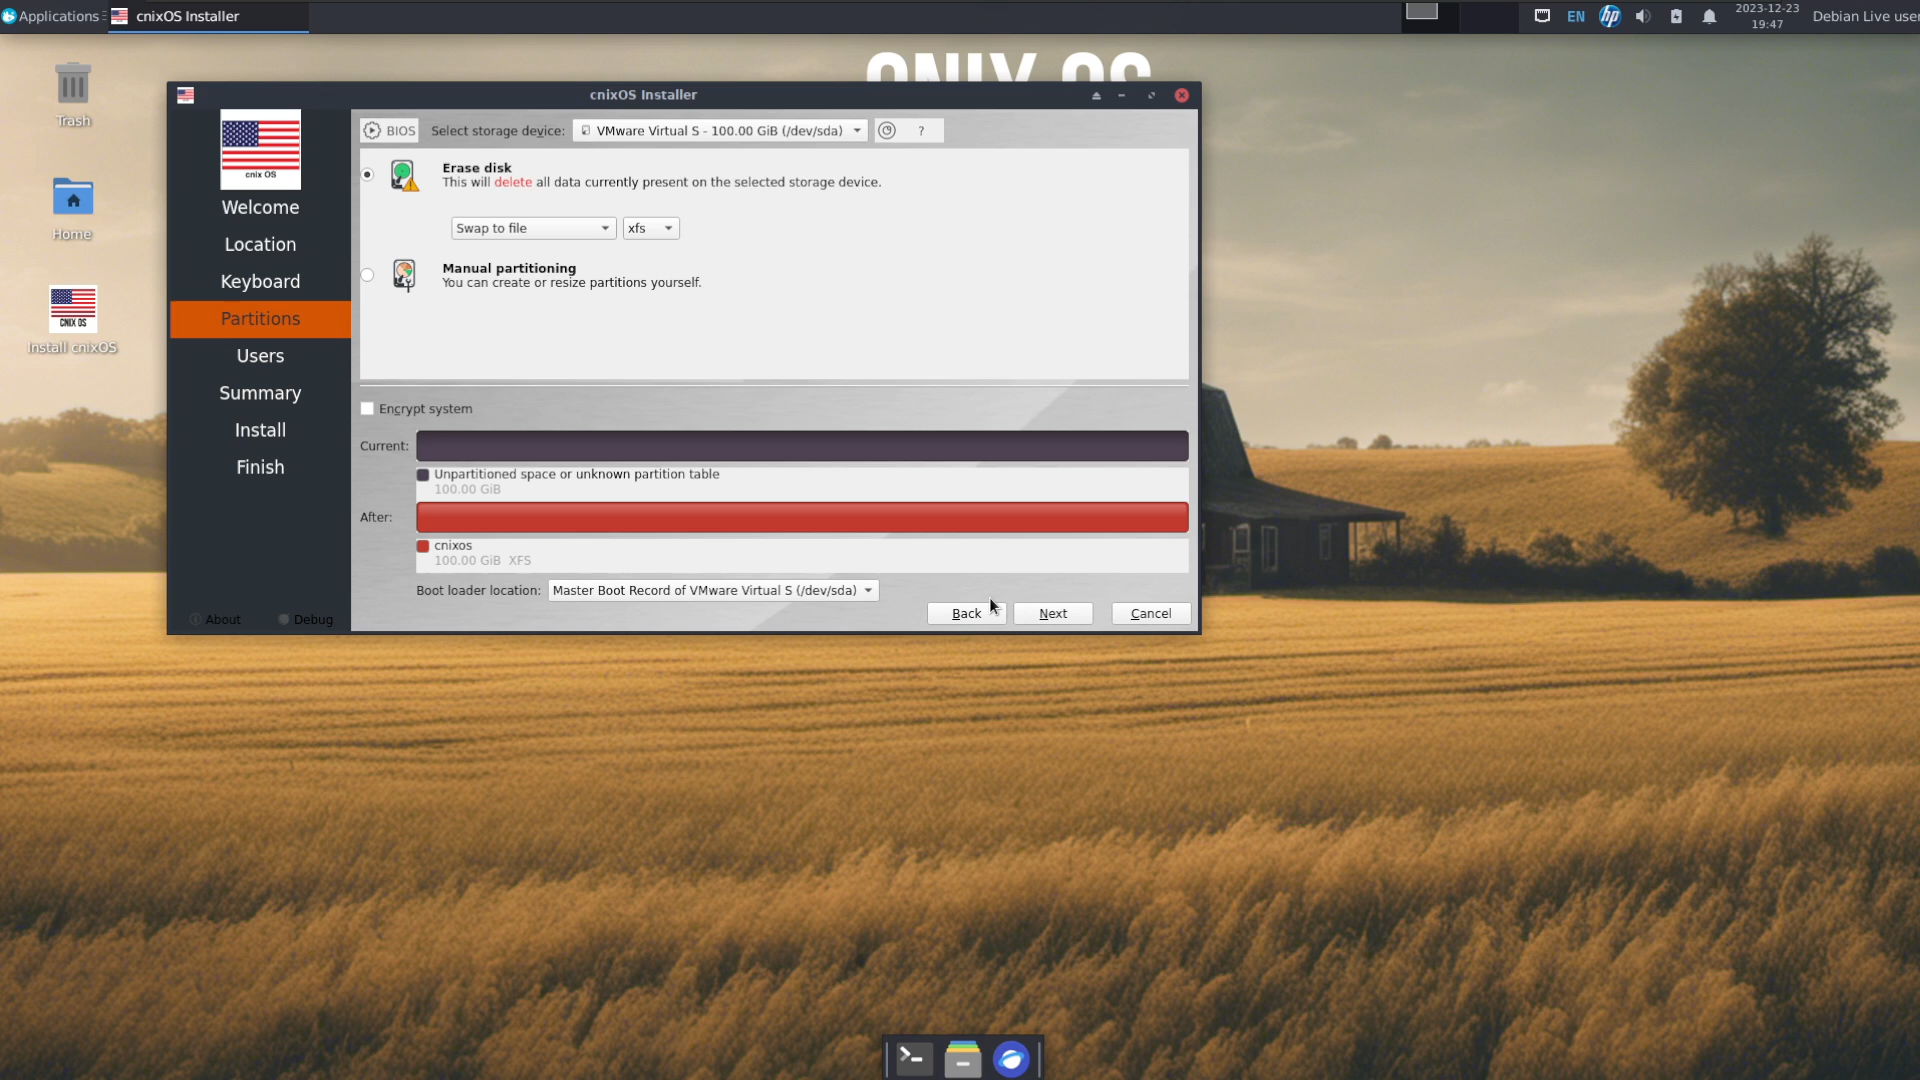 Applications
cnixOS Installer
EN
hp
2023-12-23
19:47
Debian Live user
CNIX OS
Trash
Home
CNIX OS
Install cnixOS
cnixOS Installer
cnix OS
Welcome
Location
Keyboard
Partitions
Users
Summary
Install
Finish
About
Debug
BIOS
Select storage device:
VMware Virtual S - 100.00 GiB (/dev/sda)
?
Erase disk
This will delete all data currently present on the selected storage device.
Swap to file
xfs
Manual partitioning
You can create or resize partitions yourself.
Encrypt system
Current:
Unpartitioned space or unknown partition table
100.00 GiB
After:
cnixos
100.00 GiB XFS
Boot loader location:
Master Boot Record of VMware Virtual S (/dev/sda)
Back
Next
Cancel